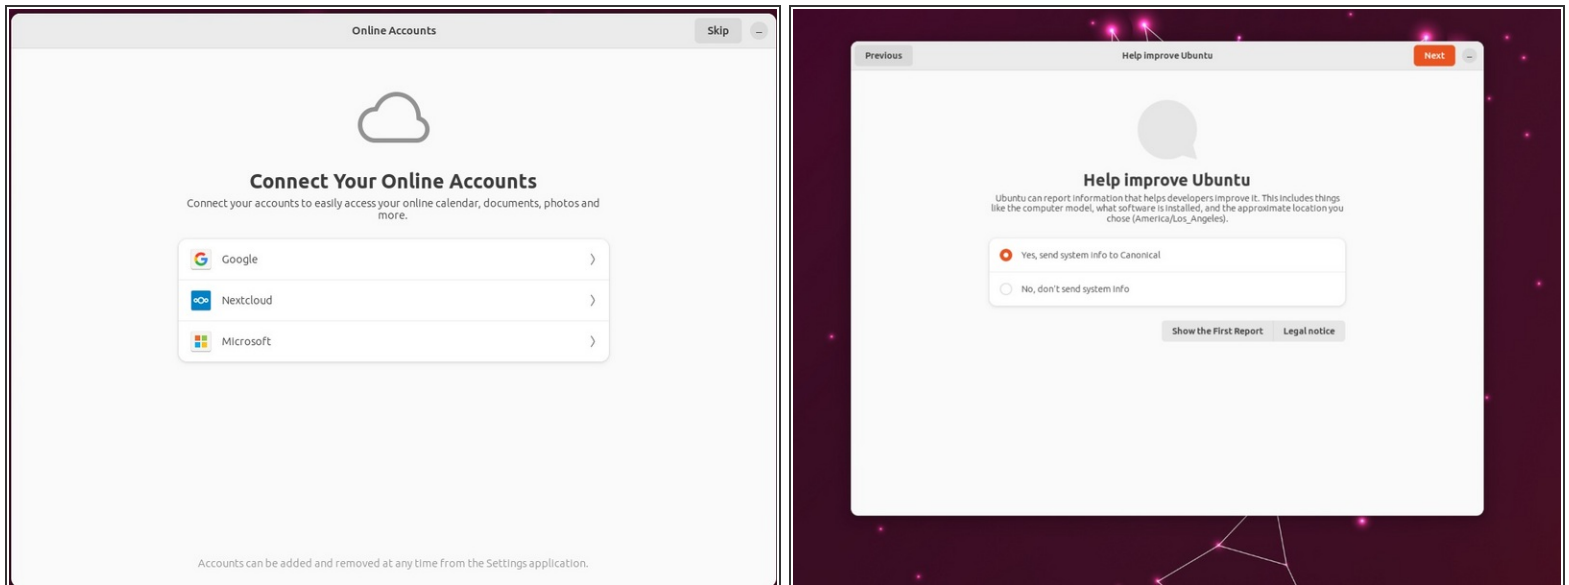 Online Accounts
Skip
Connect Your Online Accounts
Connect your accounts to easily access your online calendar, documents, photos and
more.
Google
Nextcloud
Microsoft
Accounts can be added and removed at any time from the Settings application.
Previous
Help improve Ubuntu
Next
Help improve Ubuntu
Ubuntu can report information that helps developers improve it. This includes things
like the computer model, what software is installed, and the approximate location you
chose (America/Los_Angeles).
Yes, send system info to Canonical
No, don't send system info
Show the First Report
Legal notice